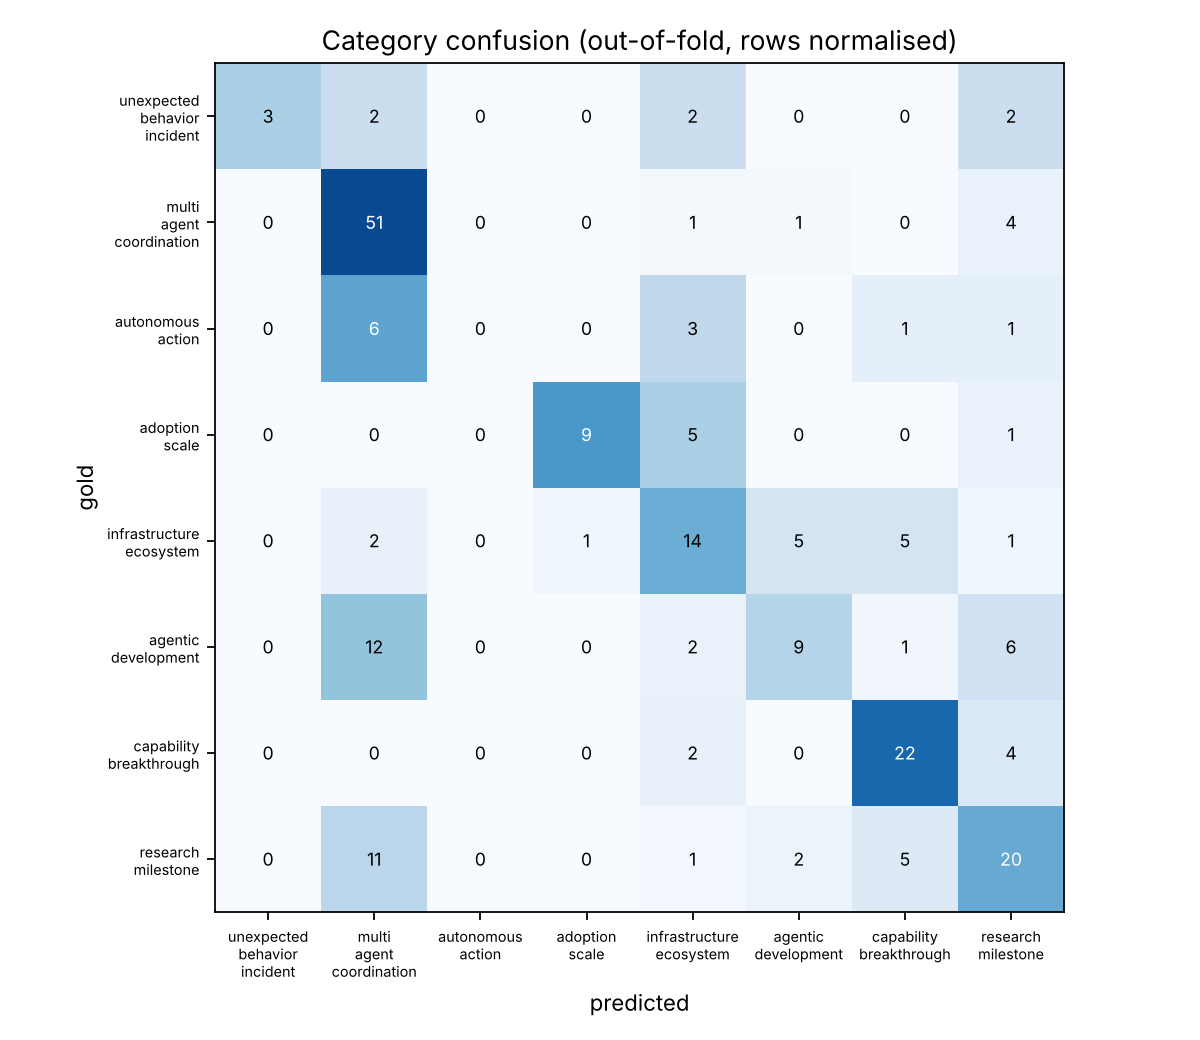 Category confusion (out-of-fold, rows normalised)
unexpected
behavior
incident
3 2 0 0 2 0 0 2
multi
agent
coordination
0 51 0 0 1 1 0 4
autonomous
action
0 6 0 0 3 0 1 1
adoption
scale
0 0 0 9 5 0 0 1
gold
infrastructure
ecosystem
0 2 0 1 14 5 5 1
agentic
development
0 12 0 0 2 9 1 6
capability
breakthrough
0 0 0 0 2 0 22 4
research
milestone
0 11 0 0 1 2 5 20
unexpected
behavior
incident
multi
agent
coordination
autonomous
action
adoption
scale
infrastructure
ecosystem
agentic
development
capability
breakthrough
research
milestone
predicted